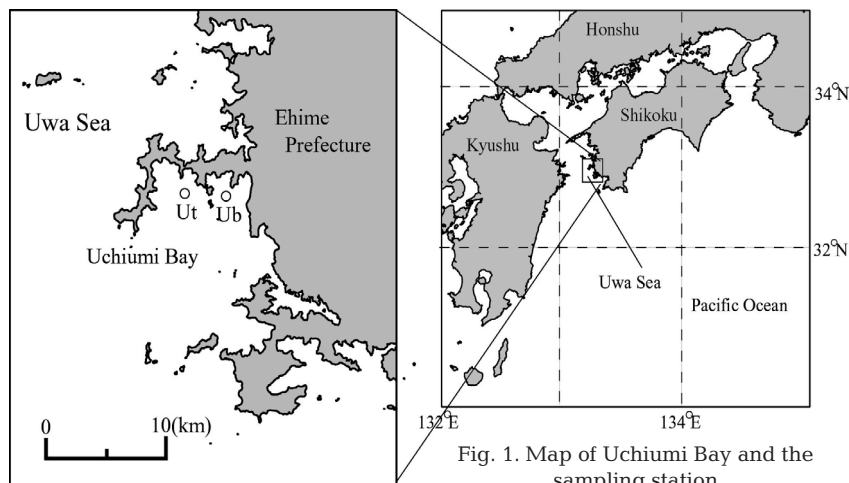 Uwa Sea
Ehime
Prefecture
Ut
Ub
Uchiumi Bay
0
10(km)
Honshu
34°N
Shikoku
Kyushu
32°N
Uwa Sea
Pacific Ocean
132°E
134°E
Fig. 1. Map of Uchiumi Bay and the
sampling station